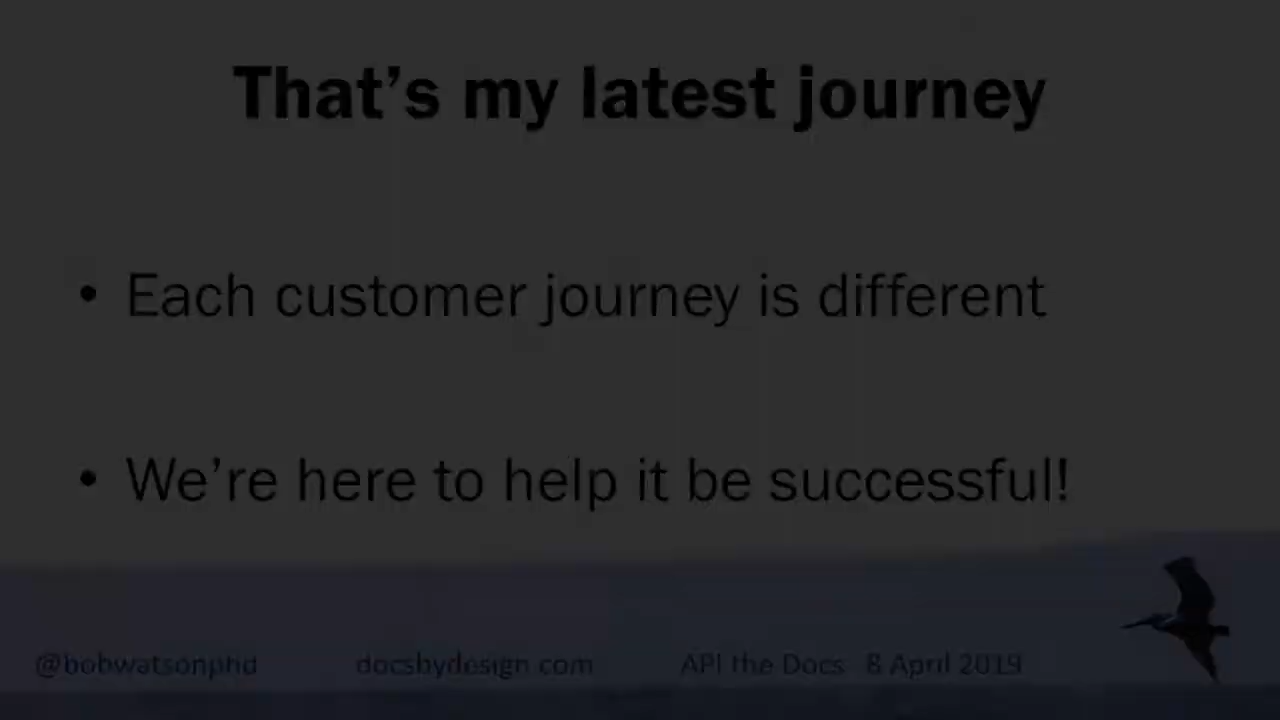 That’s my latest journey
• Each customer journey is different
• We’re here to help it be successful!
@bobwatsonphd docsbydesign.com API the Docs 8 April 2019